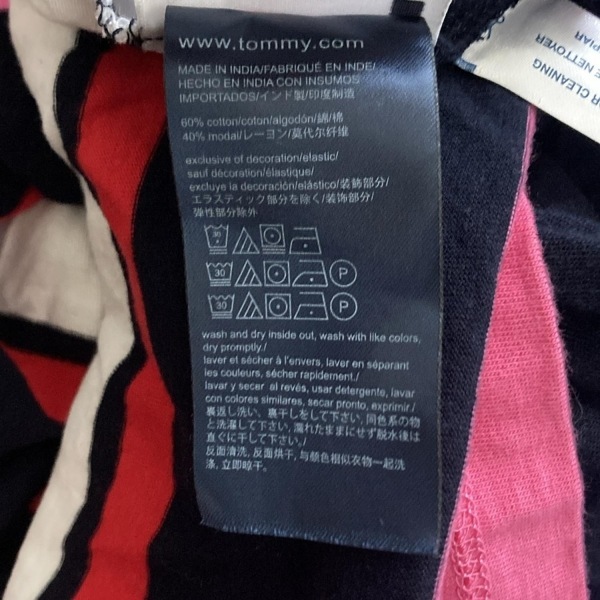 www.tommy.com
MADE IN INDIA/FABRIQUÉ EN INDE/
HECHO EN INDIA CON INSUMOS
IMPORTADOS/インド製/印度制造
60% cotton/coton/algodón/綿/棉
40% modal/レーヨン/莫代尔纤维
exclusive of decoration/elastic/
sauf décoration/élastique/
excluye la decoración/elástico/装飾部分/
エラスティック部分を除く/装饰部分/
弹性部分除外
30
30 P
30 P
wash and dry inside out, wash with like colors,
dry promptly./
laver et sécher à l'envers, laver en séparant
les couleurs, sécher rapidement./
lavar y secar al revés, usar detergente, lavar
con colores similares, secar pronto, exprimir/
裏返し洗い、裏干しをして下さい, 同色系の物
と洗濯して下さい, 濡れたままにせず脱水後は
直ぐに干して下さい./
反面清洗, 反面烘干, 与颜色相似衣物一起洗
涤, 立即晾干.
CLEANING
NETTOYER
PIAR